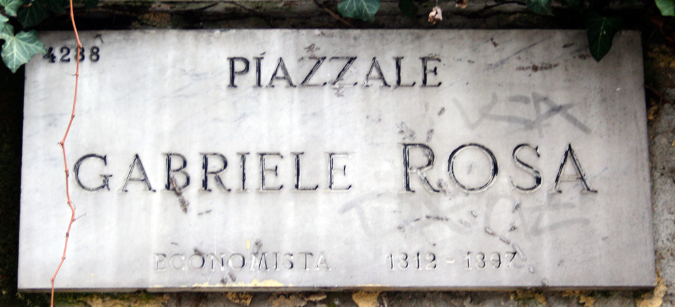 4288
PIAZZALE
GABRIELE ROSA
ECONOMISTA 1812-1897